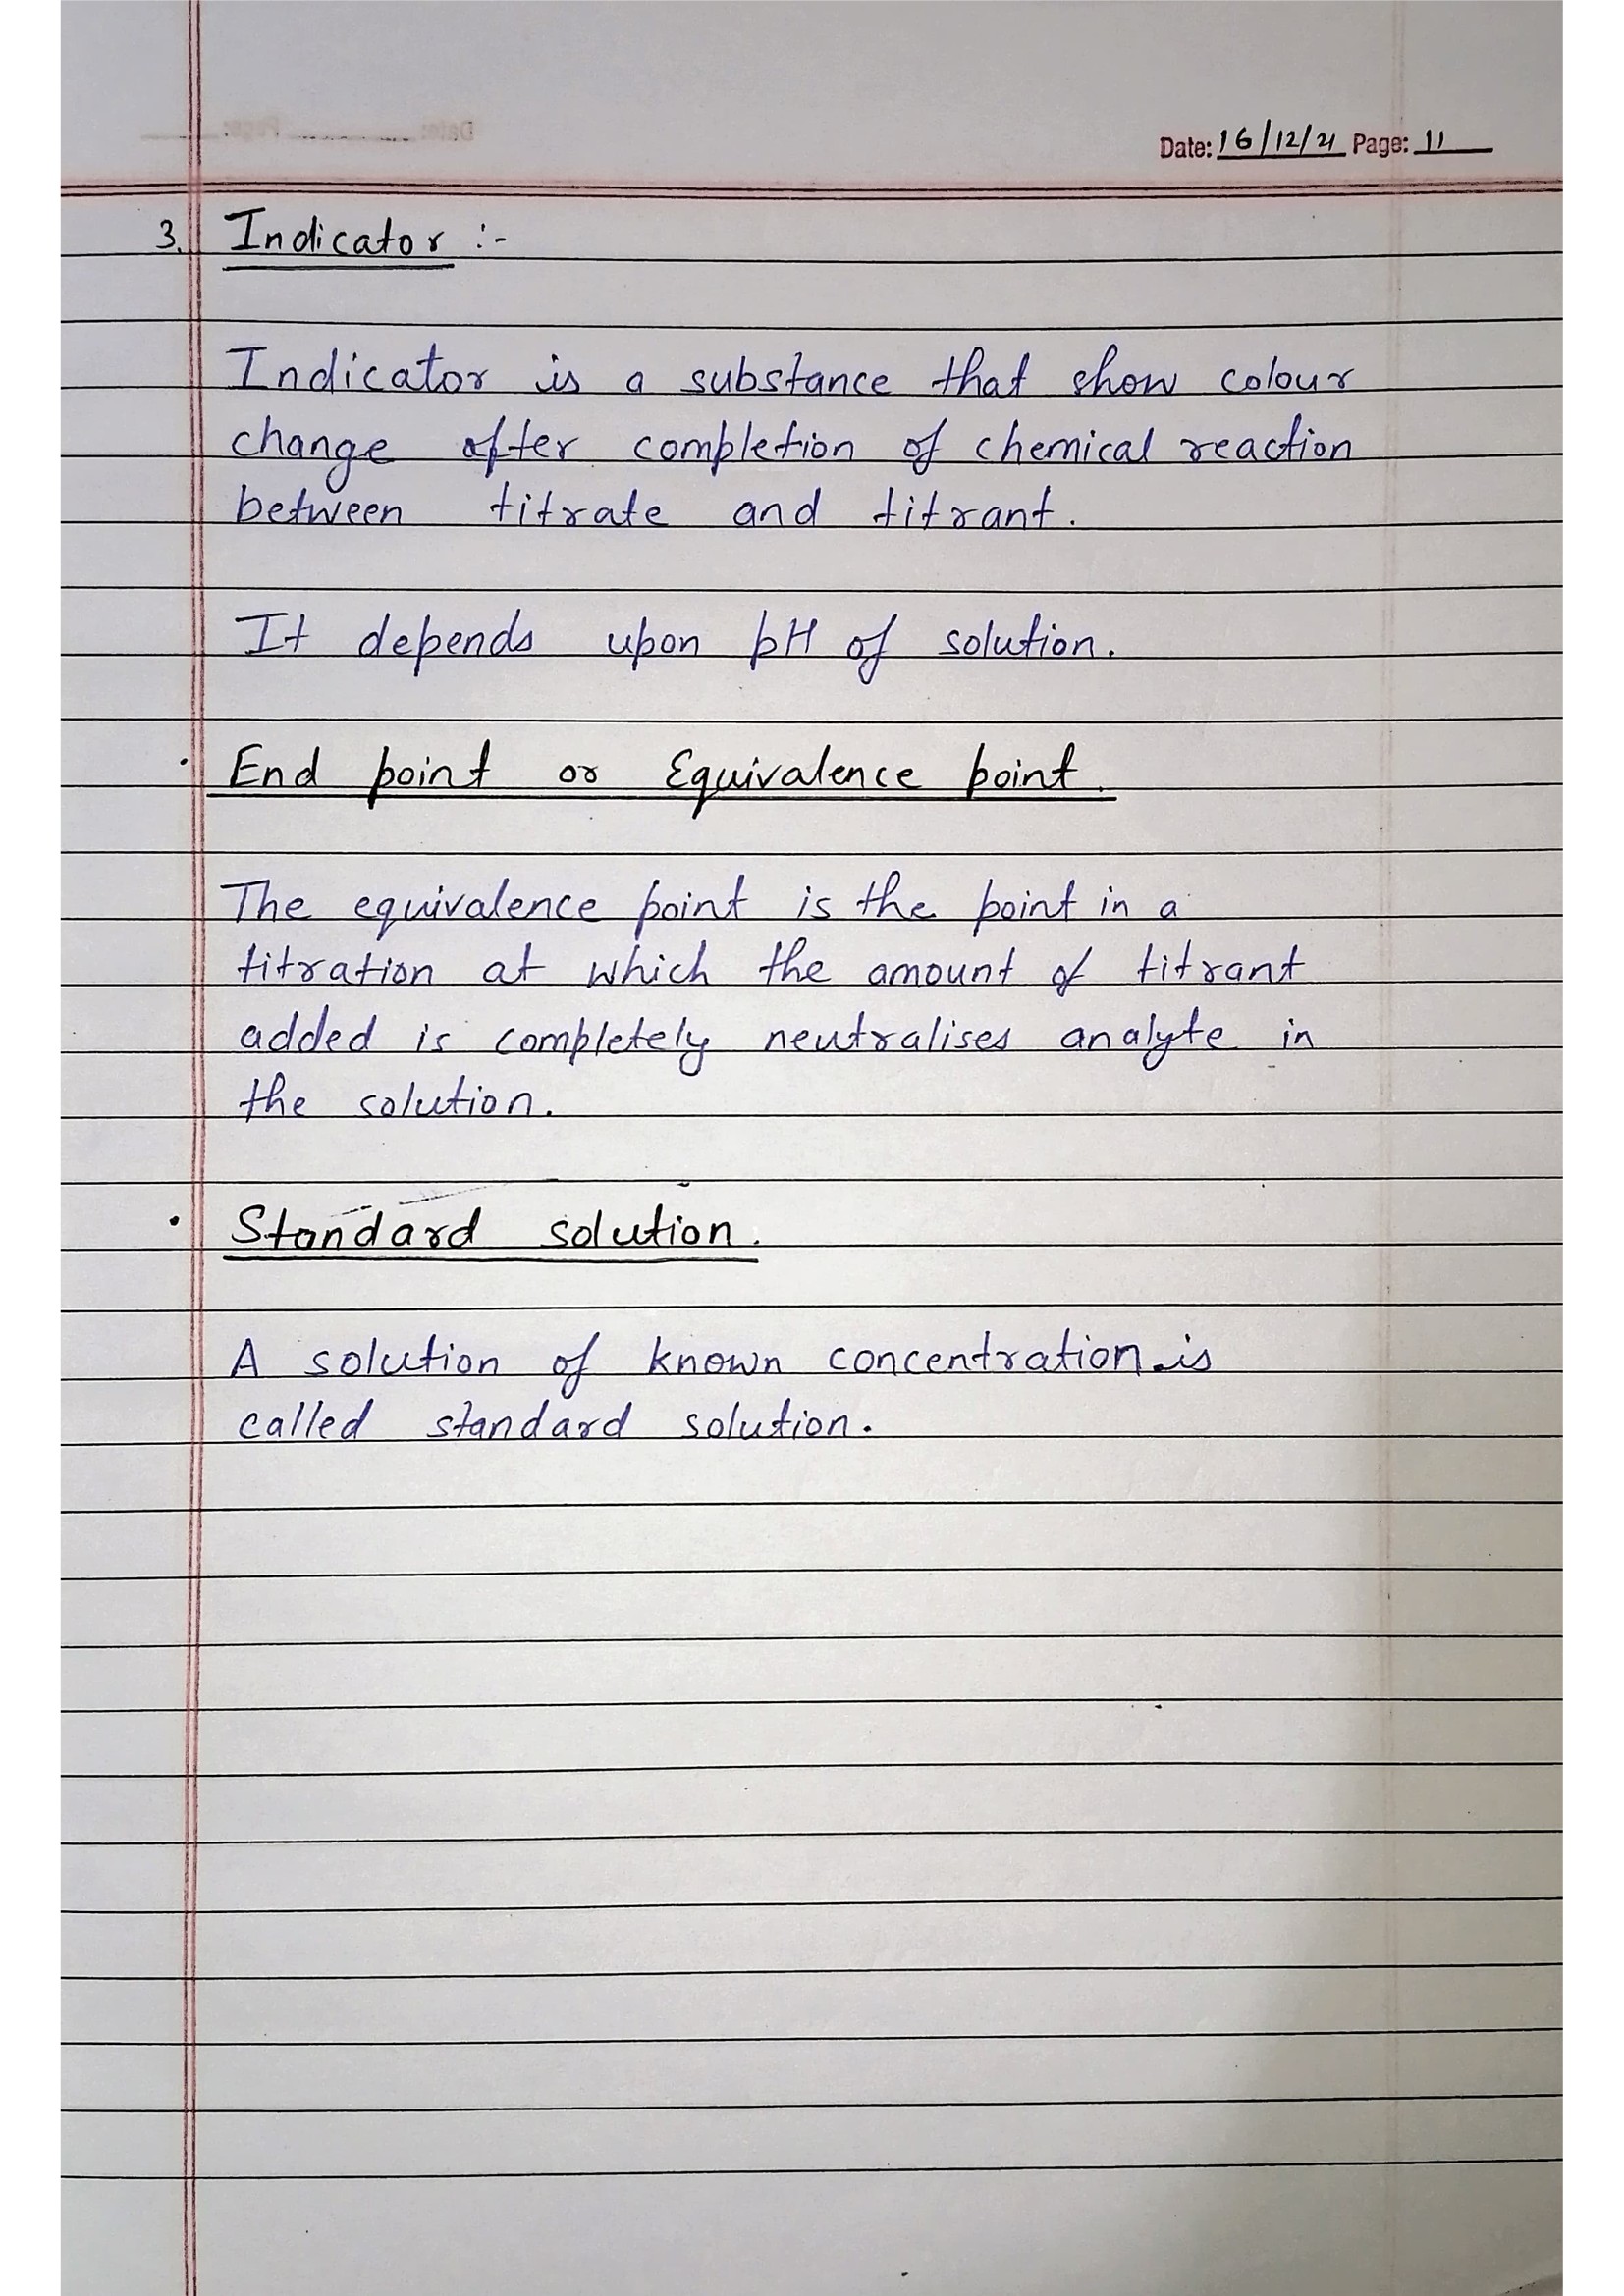 Date: 16/12/21 Page: 11
3. Indicator :-
Indicator is a substance that show colour
change after completion of chemical reaction
between titrate and titrant.
It depends upon pH of solution.
• End point or Equivalence point.
The equivalence point is the point in a
titration at which the amount of titrant
added is completely neutralises analyte in
the solution.
• Standard solution.
A solution of known concentration is
called standard solution.